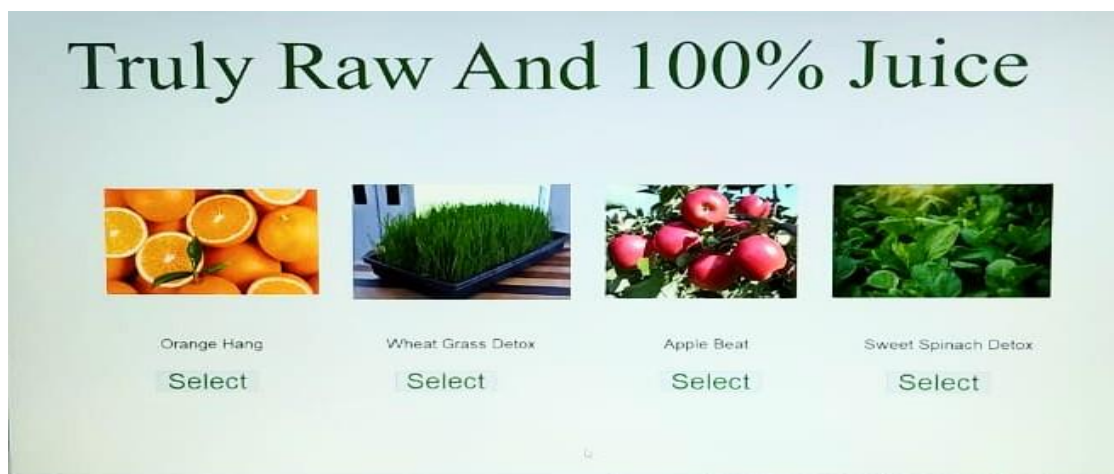 Truly Raw And 100% Juice
Orange Hang
Wheat Grass Detox
Apple Beat
Sweet Spinach Detox
Select
Select
Select
Select